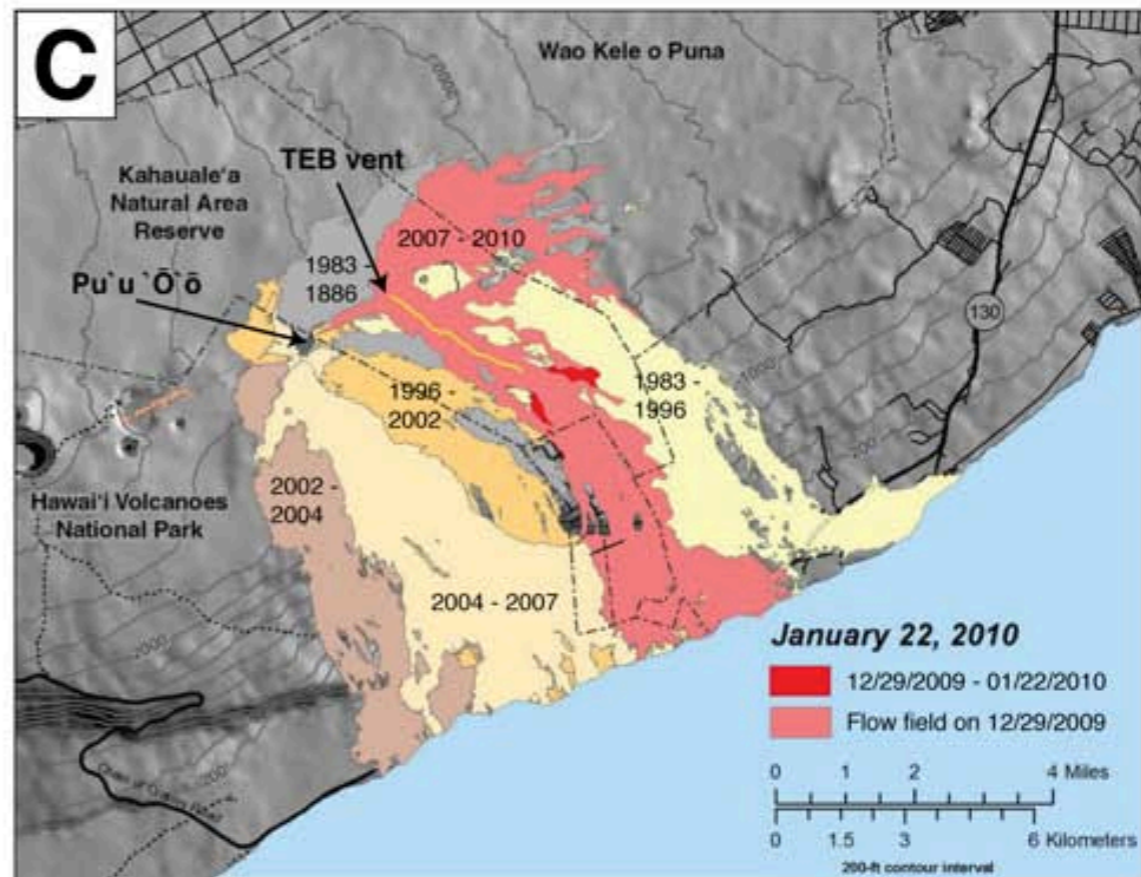 C
Wao Kele o Puna
TEB vent
Kahauale'a
Natural Area
Reserve
2007 - 2010
1983 -
1886
Pu`u `Ō`ō
130
1996 -
2002
1983 -
1996
1000
200
2002 -
2004
Hawai'i Volcanoes
National Park
2004 - 2007
2000
January 22, 2010
12/29/2009 - 01/22/2010
Flow field on 12/29/2009
0 1 2 4 Miles
0 1.5 3 6 Kilometers
200-ft contour interval